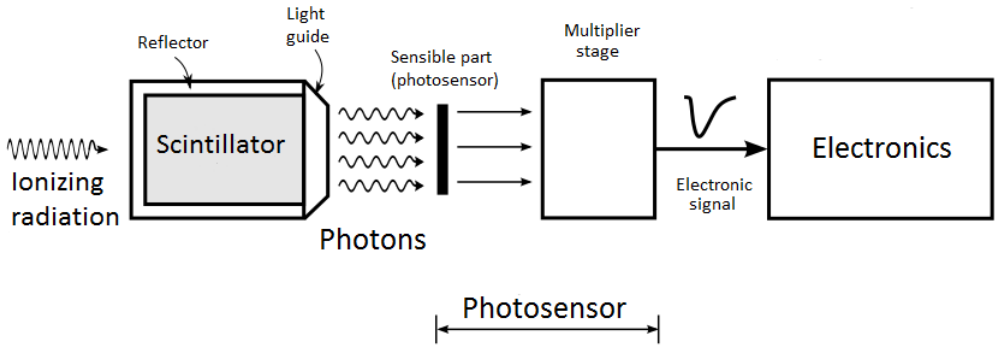 Light
guide
Reflector
Multiplier
stage
Sensible part
(photosensor)
Scintillator
Electronics
Ionizing
radiation
Electronic
signal
Photons
Photosensor